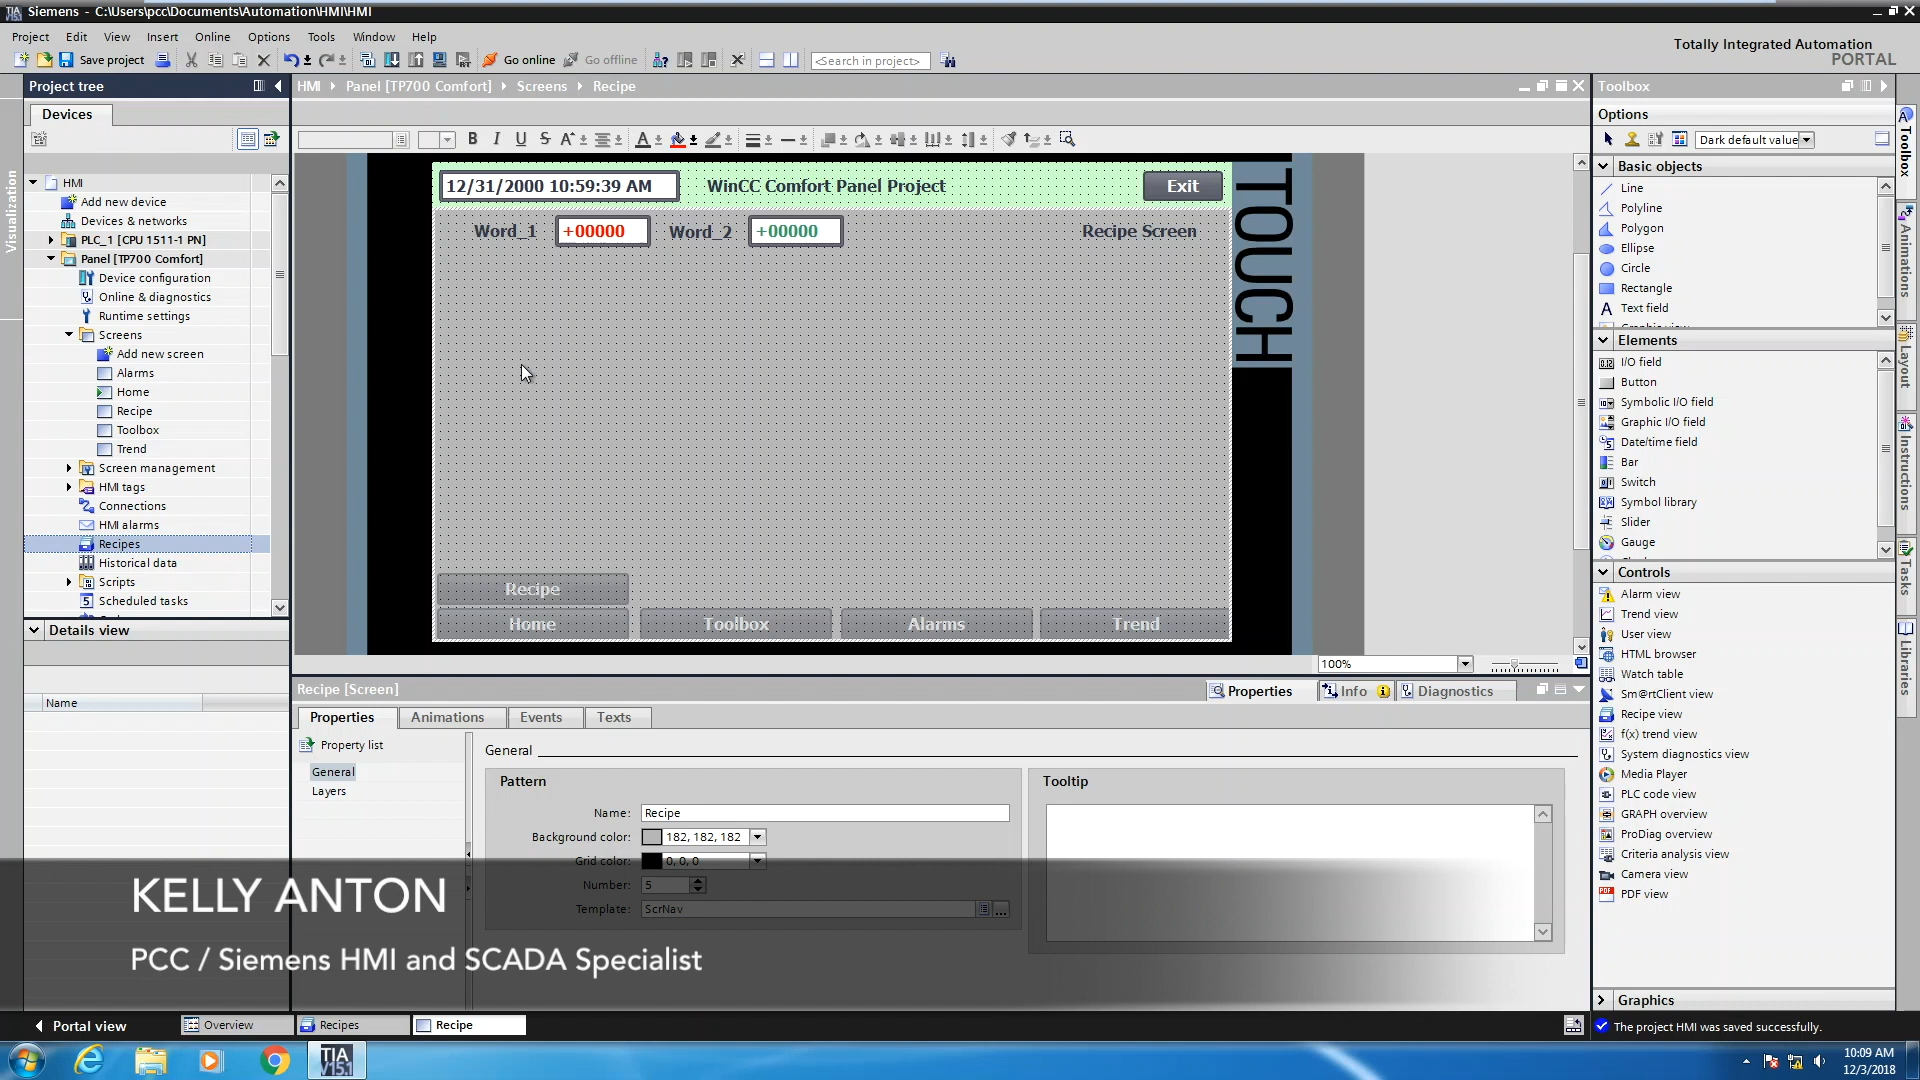 Siemens - C:\Users\pcc\Documents\Automation\HMI\HMI
Project Edit View Insert Online Options Tools Window Help
Totally Integrated Automation
PORTAL
Save project
Go online
Go offline
<Search in project>
Project tree
HMI Panel [TP700 Comfort] Screens Recipe
Toolbox
Devices
Options
B I U S A A
Dark default value
Visualization
HMI
Add new device
Devices & networks
PLC_1 [CPU 1511-1 PN]
Panel [TP700 Comfort]
Device configuration
Online & diagnostics
Runtime settings
Screens
Add new screen
Alarms
Home
Recipe
Toolbox
Trend
Screen management
HMI tags
Connections
HMI alarms
Recipes
Historical data
Scripts
Scheduled tasks
Details view
Name
12/31/2000 10:59:39 AM
WinCC Comfort Panel Project
Exit
Word_1 +00000 Word_2 +00000
Recipe Screen
TOUCH
Recipe
Home
Toolbox
Alarms
Trend
100%
Basic objects
Line
Polyline
Polygon
Ellipse
Circle
Rectangle
Text field
Elements
I/O field
Button
Symbolic I/O field
Graphic I/O field
Date/time field
Bar
Switch
Symbol library
Slider
Gauge
Controls
Alarm view
Trend view
User view
HTML browser
Watch table
Sm@rtClient view
Recipe view
f(x) trend view
System diagnostics view
Media Player
PLC code view
GRAPH overview
ProDiag overview
Criteria analysis view
Camera view
PDF view
Graphics
Toolbox
Animations
Layout
Instructions
Tasks
Libraries
Recipe [Screen]
Properties
Info
Diagnostics
Properties
Animations
Events
Texts
Property list
General
Layers
General
Pattern
Name: Recipe
Background color: 182, 182, 182
Grid color: 0, 0, 0
Number: 5
Template: ScrNav
Tooltip
KELLY ANTON
PCC / Siemens HMI and SCADA Specialist
Portal view
Overview
Recipes
Recipe
The project HMI was saved successfully.
TIA
V15.1
10:09 AM
12/3/2018